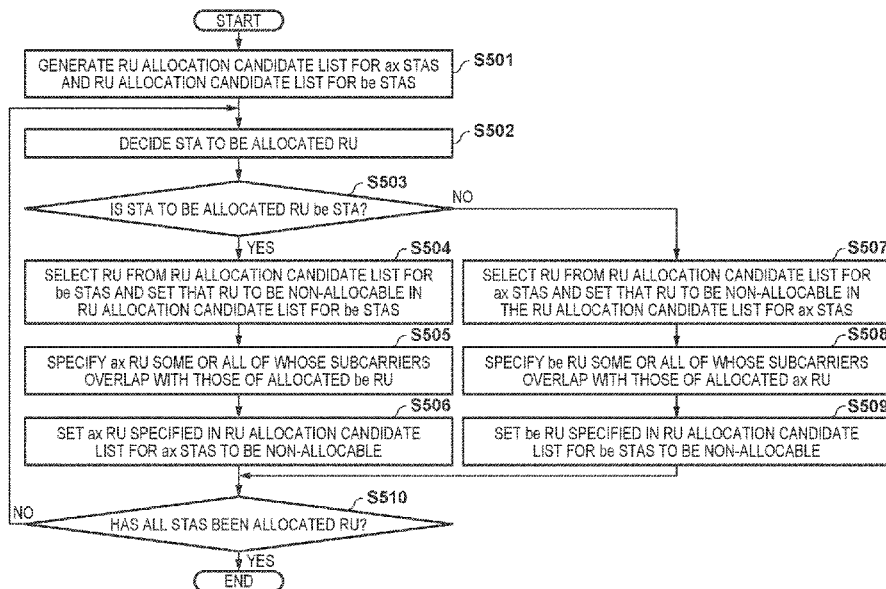 START
S501
GENERATE RU ALLOCATION CANDIDATE LIST FOR ax STAS
AND RU ALLOCATION CANDIDATE LIST FOR be STAS
S502
DECIDE STA TO BE ALLOCATED RU
S503
IS STA TO BE ALLOCATED RU be STA?
NO
YES
S504
SELECT RU FROM RU ALLOCATION CANDIDATE LIST FOR
be STAS AND SET THAT RU TO BE NON-ALLOCABLE IN
RU ALLOCATION CANDIDATE LIST FOR be STAS
S505
SPECIFY ax RU SOME OR ALL OF WHOSE SUBCARRIERS
OVERLAP WITH THOSE OF ALLOCATED be RU
S506
SET ax RU SPECIFIED IN RU ALLOCATION CANDIDATE
LIST FOR ax STAS TO BE NON-ALLOCABLE
S507
SELECT RU FROM RU ALLOCATION CANDIDATE LIST FOR
ax STAS AND SET THAT RU TO BE NON-ALLOCABLE IN
THE RU ALLOCATION CANDIDATE LIST FOR ax STAS
S508
SPECIFY be RU SOME OR ALL OF WHOSE SUBCARRIERS
OVERLAP WITH THOSE OF ALLOCATED ax RU
S509
SET be RU SPECIFIED IN RU ALLOCATION CANDIDATE
LIST FOR be STAS TO BE NON-ALLOCABLE
S510
NO
HAS ALL STAS BEEN ALLOCATED RU?
YES
END